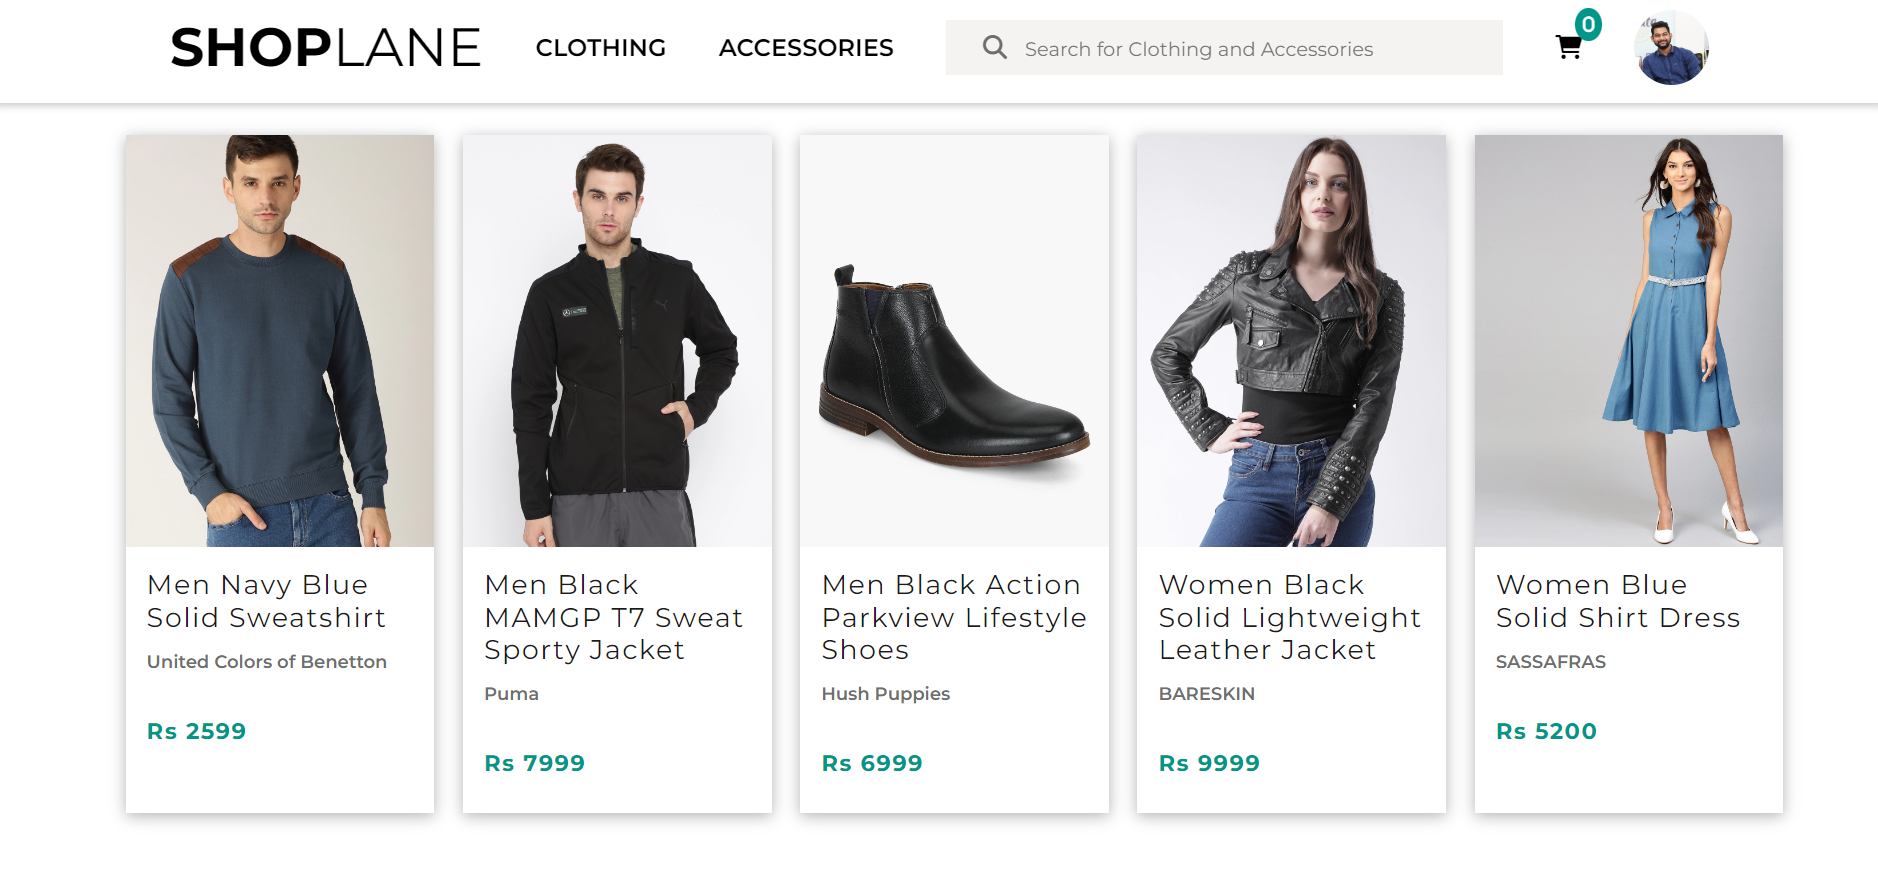 SHOPLANE CLOTHING ACCESSORIES Search for Clothing and Accessories 0
Men Navy Blue
Solid Sweatshirt
United Colors of Benetton
Rs 2599
Men Black
MAMGP T7 Sweat
Sporty Jacket
Puma
Rs 7999
Men Black Action
Parkview Lifestyle
Shoes
Hush Puppies
Rs 6999
Women Black
Solid Lightweight
Leather Jacket
BARESKIN
Rs 9999
Women Blue
Solid Shirt Dress
SASSAFRAS
Rs 5200